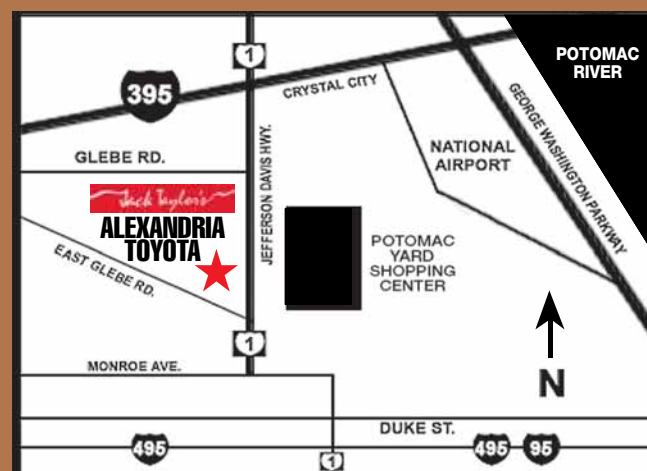 1
POTOMAC
RIVER
395
CRYSTAL CITY
GEORGE WASHINGTON PARKWAY
GLEBE RD.
JEFFERSON DAVIS HWY.
NATIONAL
AIRPORT
Jack Taylor's
ALEXANDRIA
TOYOTA
EAST GLEBE RD.
POTOMAC
YARD
SHOPPING
CENTER
1
MONROE AVE.
N
DUKE ST.
495
1
495
95